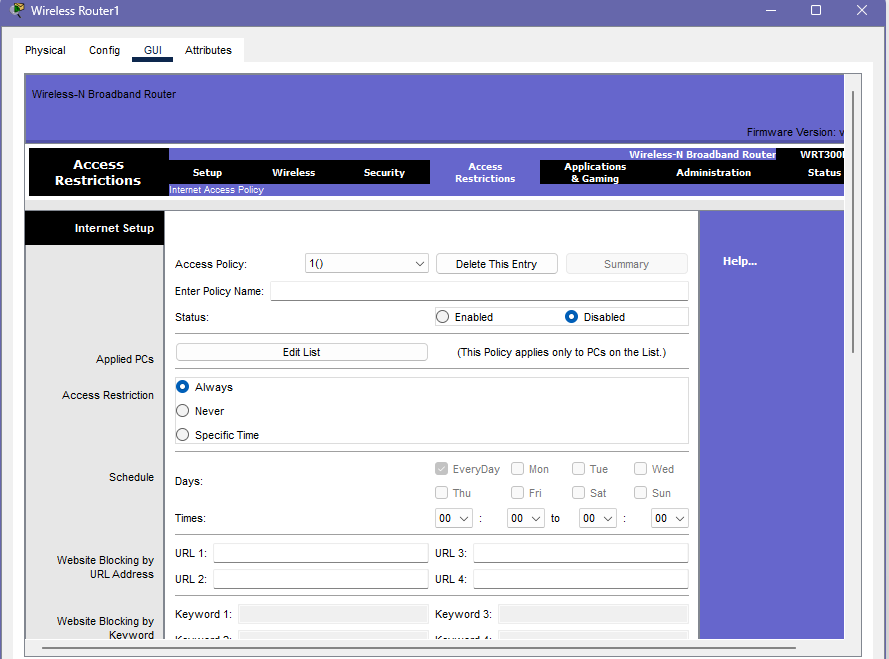 Wireless Router1
Physical Config GUI Attributes
Wireless-N Broadband Router
Firmware Version: v
Wireless-N Broadband Router WRT300
Access Restrictions
Setup Wireless Security Access Restrictions Applications & Gaming Administration Status
Internet Access Policy
Internet Setup
Access Policy: 1() Delete This Entry Summary
Help...
Enter Policy Name:
Status: Enabled Disabled
Applied PCs Edit List (This Policy applies only to PCs on the List.)
Access Restriction Always
Never
Specific Time
Schedule Days: EveryDay Mon Tue Wed
Thu Fri Sat Sun
Times: 00 : 00 to 00 : 00
Website Blocking by URL Address URL 1: URL 3:
URL 2: URL 4:
Website Blocking by Keyword Keyword 1: Keyword 3: